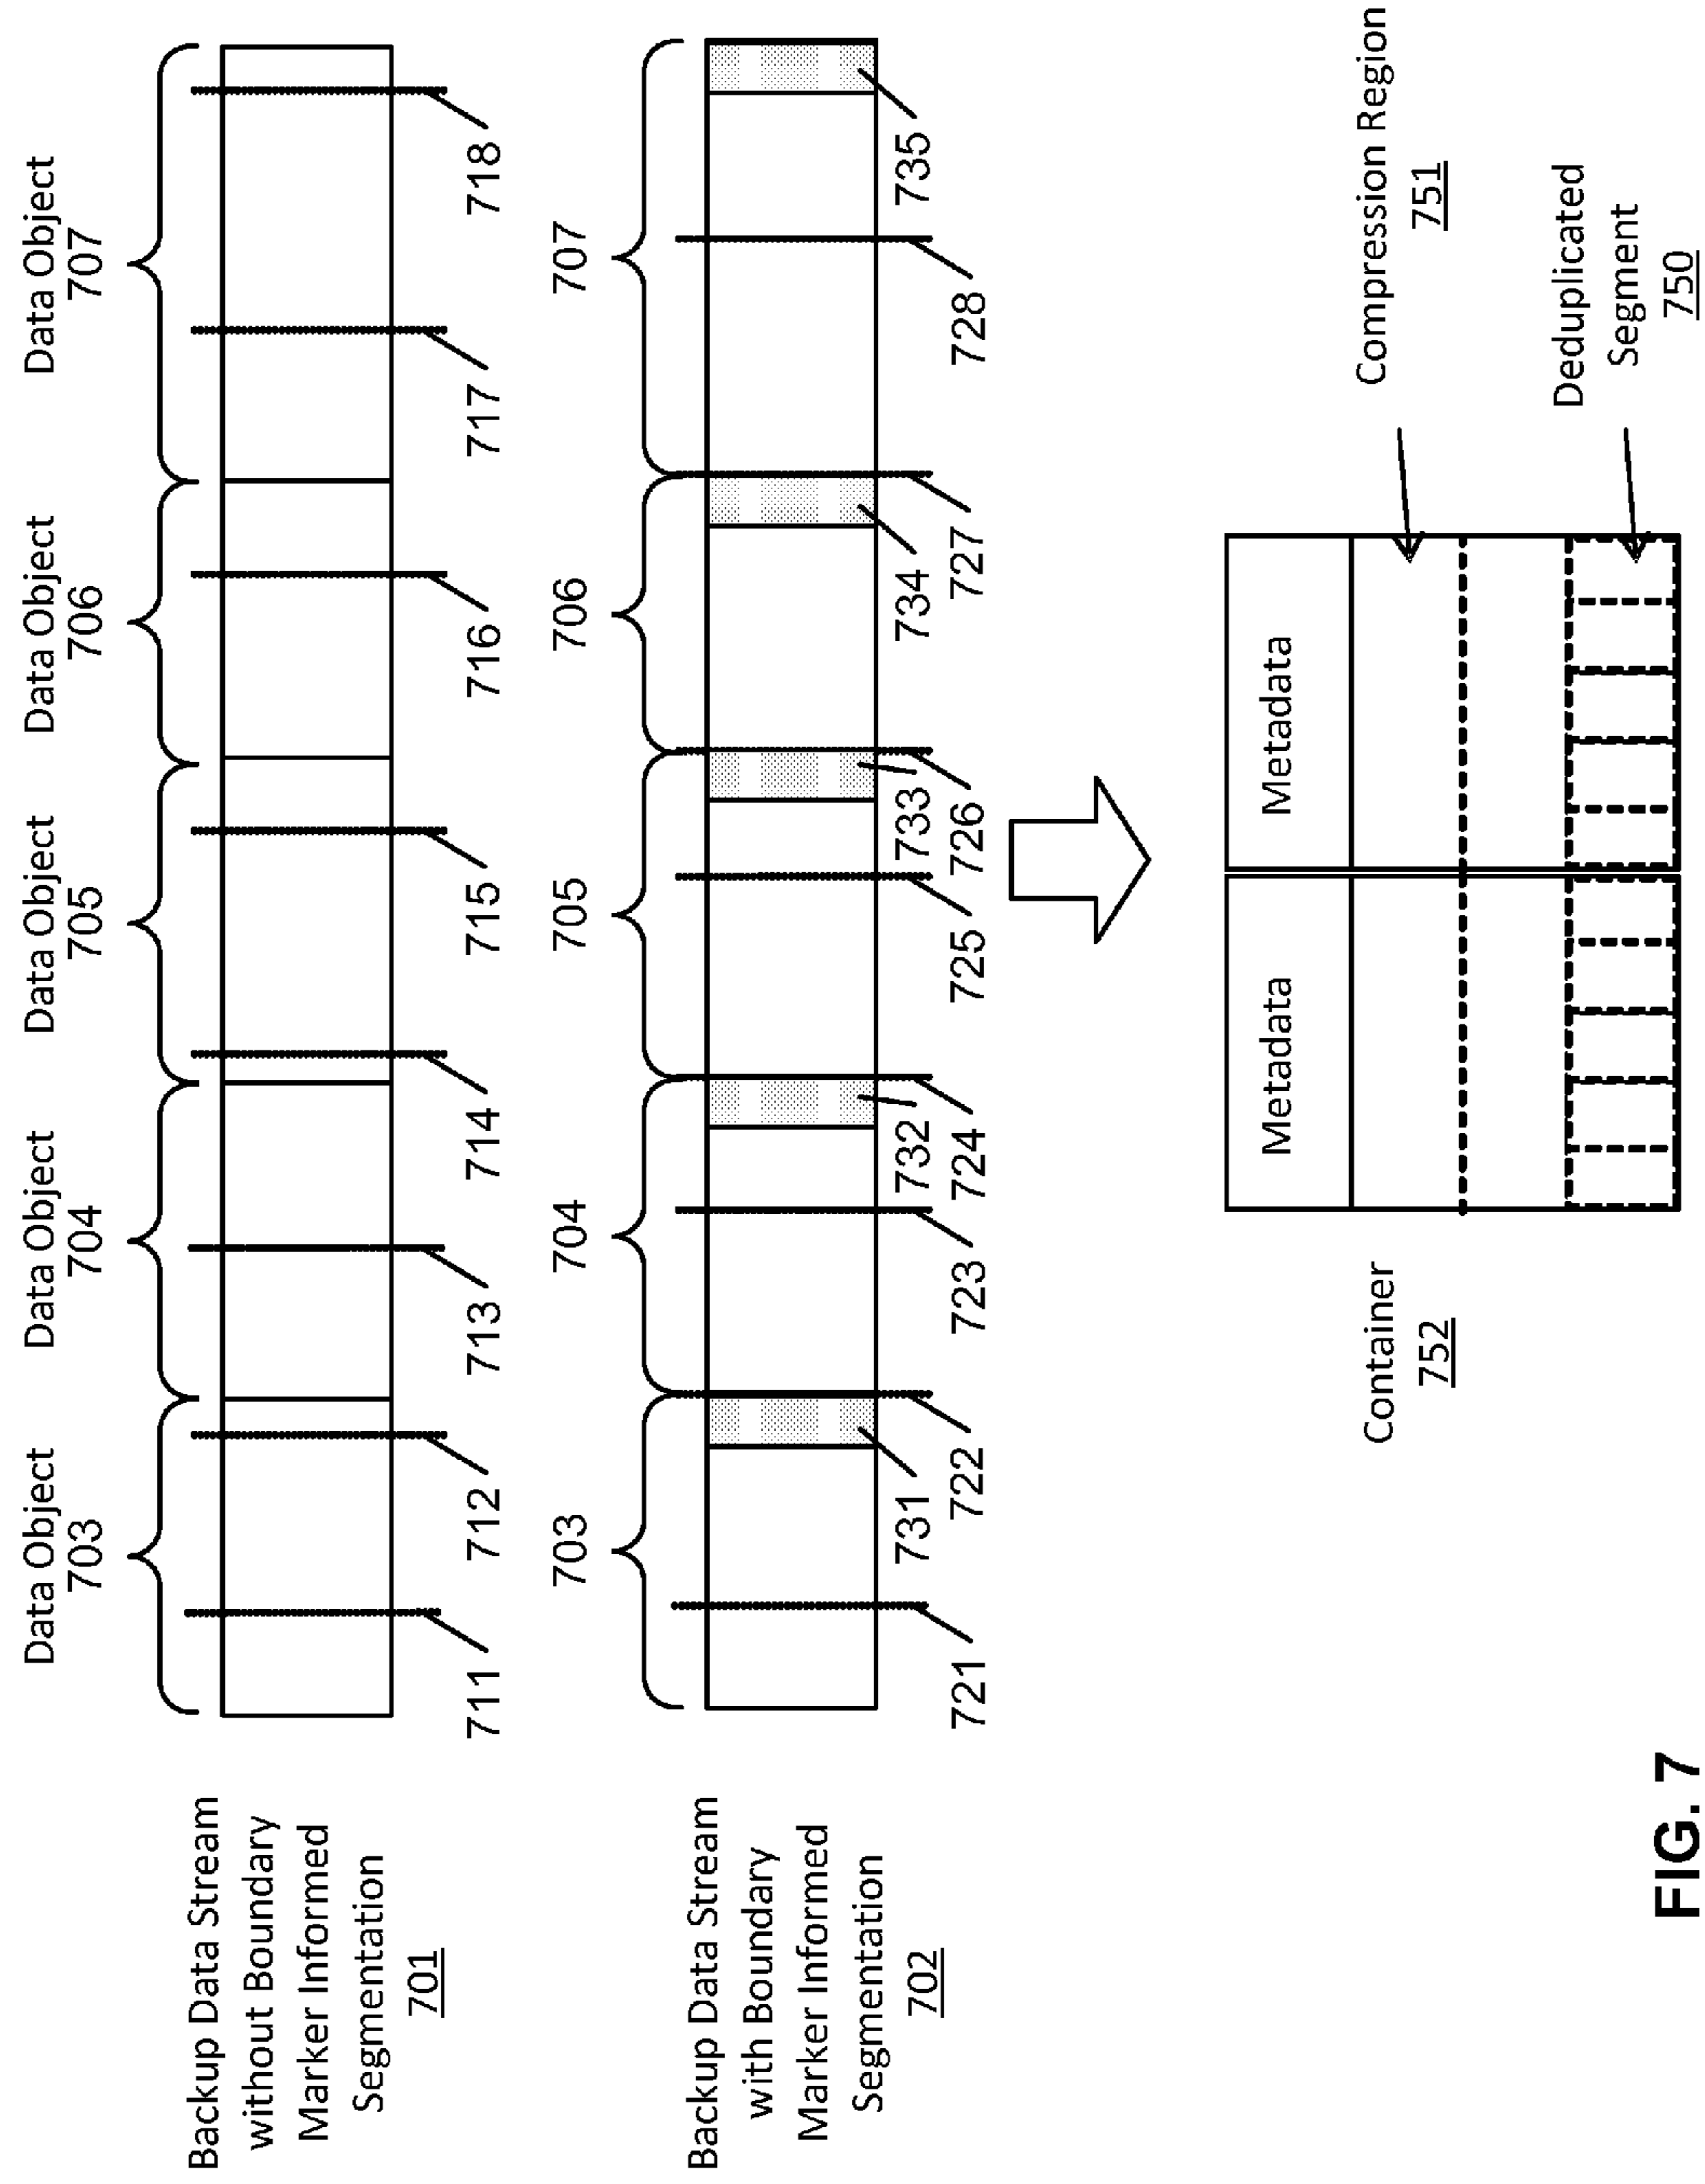 Data Object
703
Data Object
704
Data Object
705
Data Object
706
Data Object
707
Backup Data Stream
without Boundary
Marker Informed
Segmentation
701
711
712
713
714
715
716
717
718
703
704
705
706
707
Backup Data Stream
with Boundary
Marker Informed
Segmentation
702
731
732
733
734
735
721
722
723
724
725
726
727
728
Container
752
Metadata
Metadata
Compression Region
751
Deduplicated
Segment
750
FIG. 7